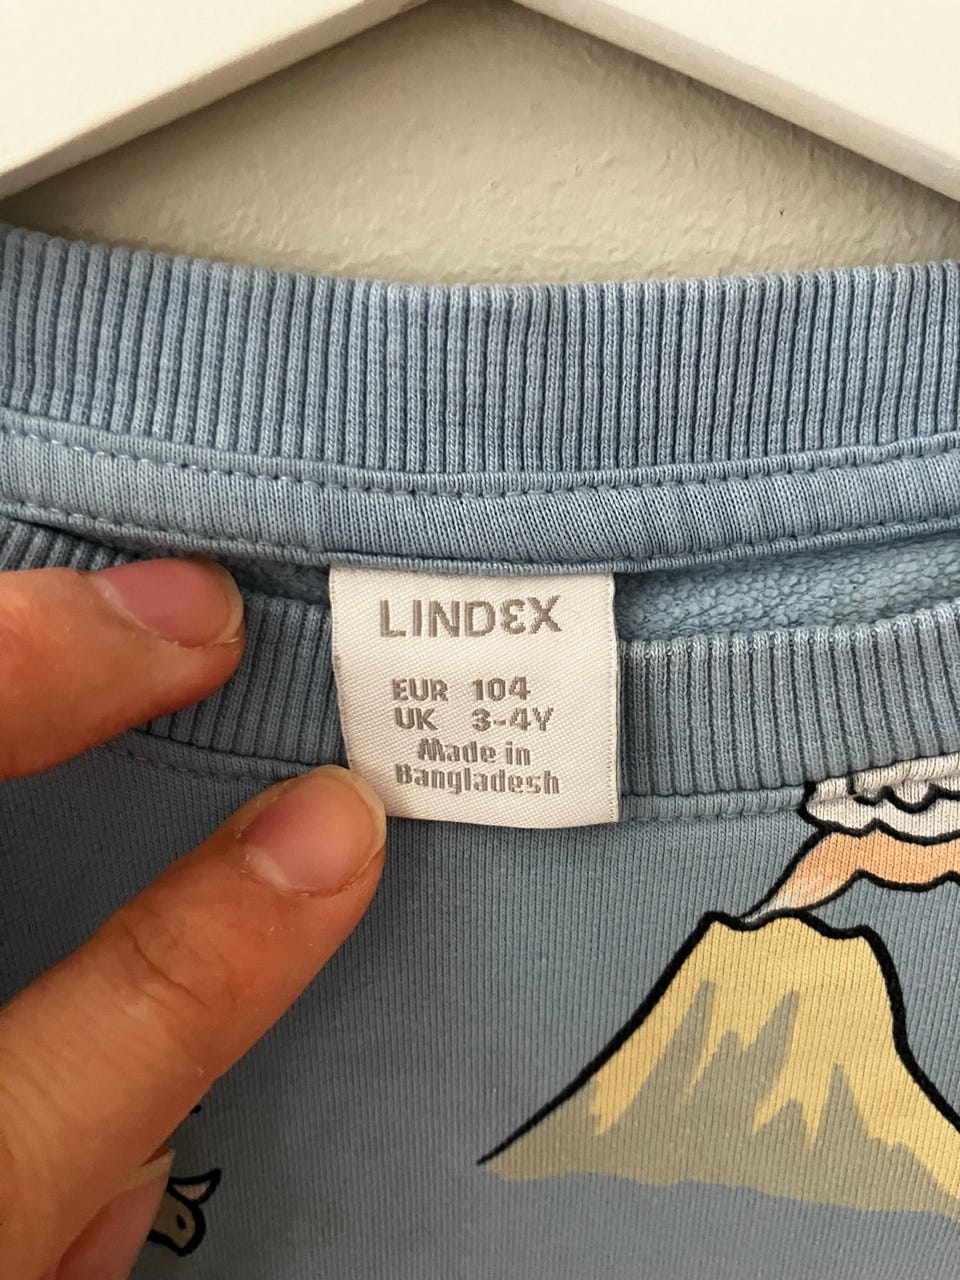 LINDEX
EUR 104
UK 3-4Y
Made in
Bangladesh